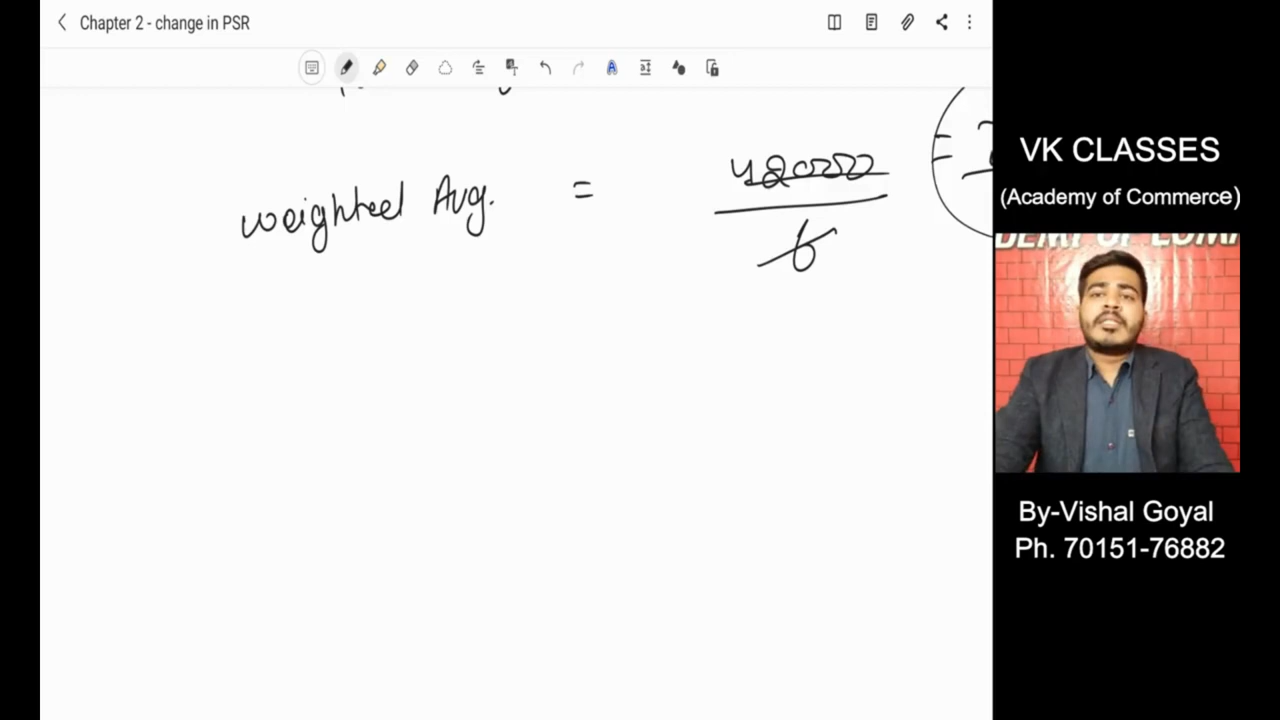 Chapter 2 - change in PSR
weighted Avg. = 420000
6
=
VK CLASSES
(Academy of Commerce)
By-Vishal Goyal
Ph. 70151-76882